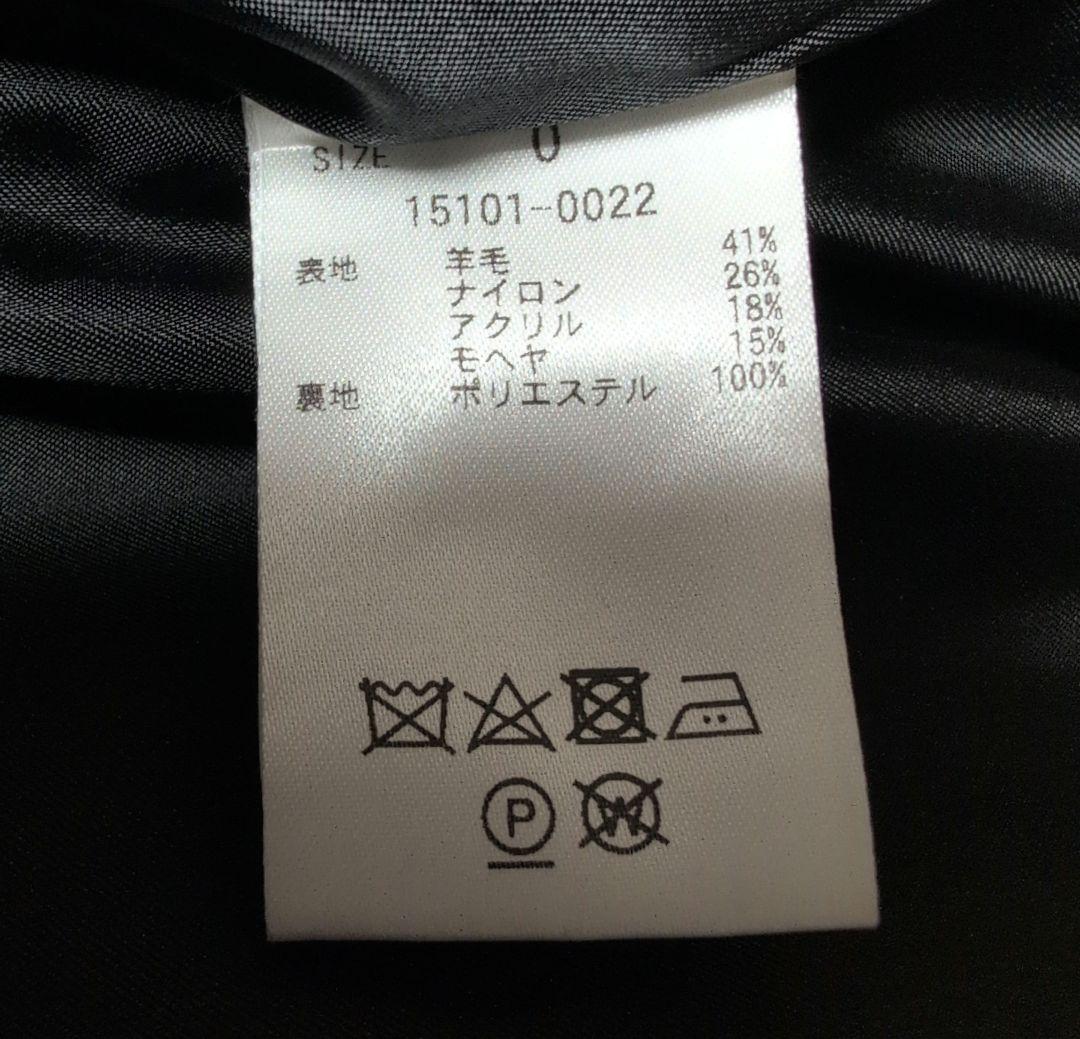 SIZE 0
15101-0022
表地 羊毛 41%
ナイロン 26%
アクリル 18%
モヘヤ 15%
裏地 ポリエステル 100%
P W